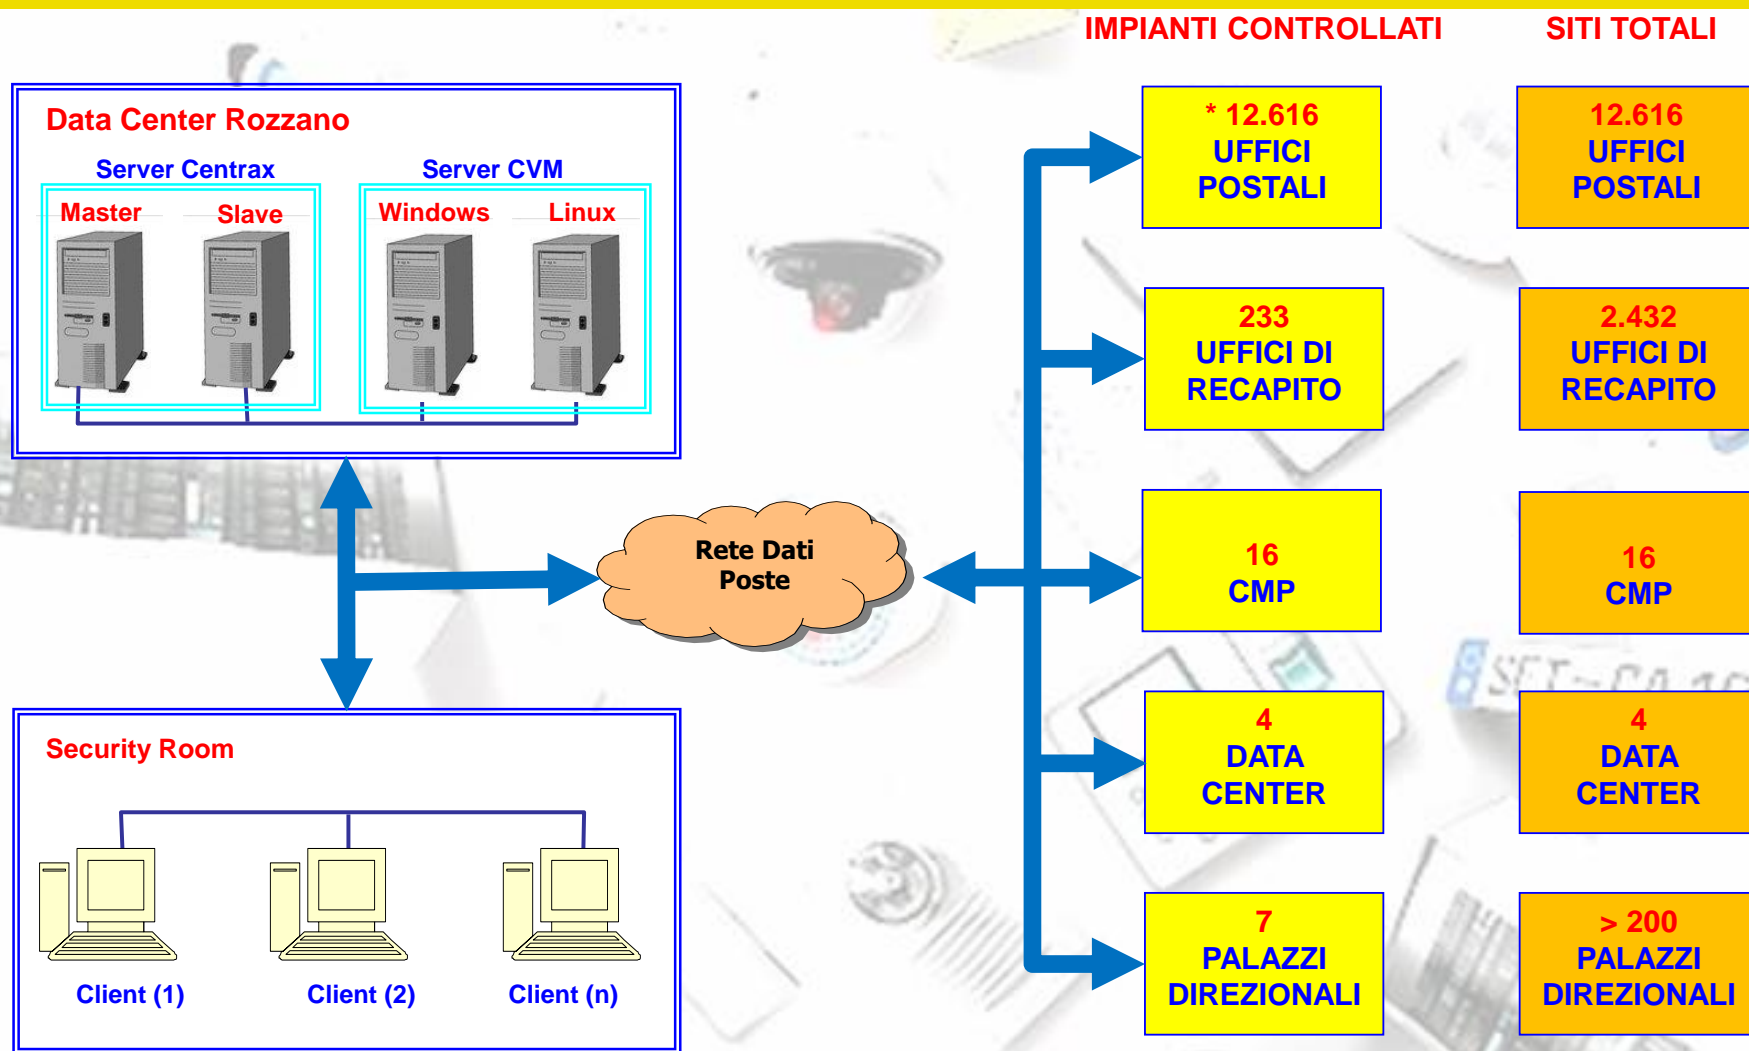 IMPIANTI CONTROLLATI
SITI TOTALI
Data Center Rozzano
Server Centrax
Server CVM
Master
Slave
Windows
Linux
Rete Dati
Poste
Security Room
Client (1)
Client (2)
Client (n)
* 12.616
UFFICI
POSTALI
12.616
UFFICI
POSTALI
233
UFFICI DI
RECAPITO
2.432
UFFICI DI
RECAPITO
16
CMP
16
CMP
4
DATA
CENTER
4
DATA
CENTER
7
PALAZZI
DIREZIONALI
> 200
PALAZZI
DIREZIONALI